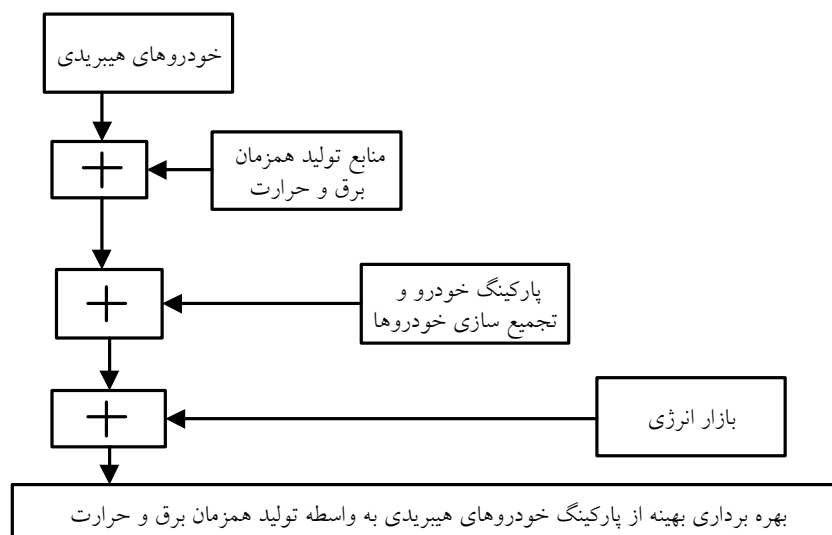 خودروهای هیبریدی
+
منابع تولید همزمان
برق و حرارت
+
پارکینگ خودرو و
تجمیع سازی خودروها
+
بازار انرژی
بهره برداری بهینه از پارکینگ خودروهای هیبریدی به واسطه تولید همزمان برق و حرارت